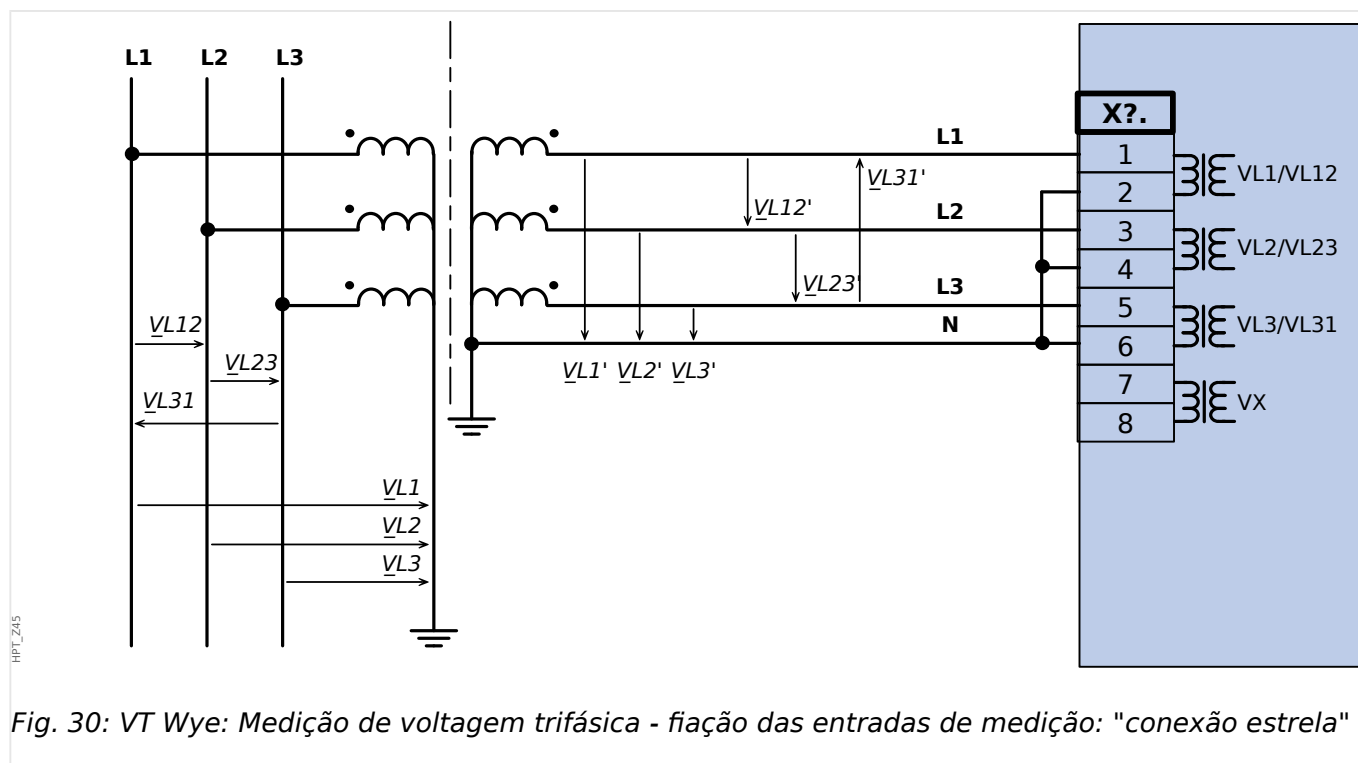 L1 L2 L3
X?.
L1
1
VL1/VL12
VL31'
2
VL12'
L2
3
VL2/VL23
4
VL23'
L3
5
VL12
N
VL3/VL31
6
VL23
VL1' VL2' VL3'
7
VL31
VX
8
VL1
VL2
VL3
HPT_Z45
Fig. 30: VT Wye: Medição de voltagem trifásica - fiação das entradas de medição: "conexão estrela"